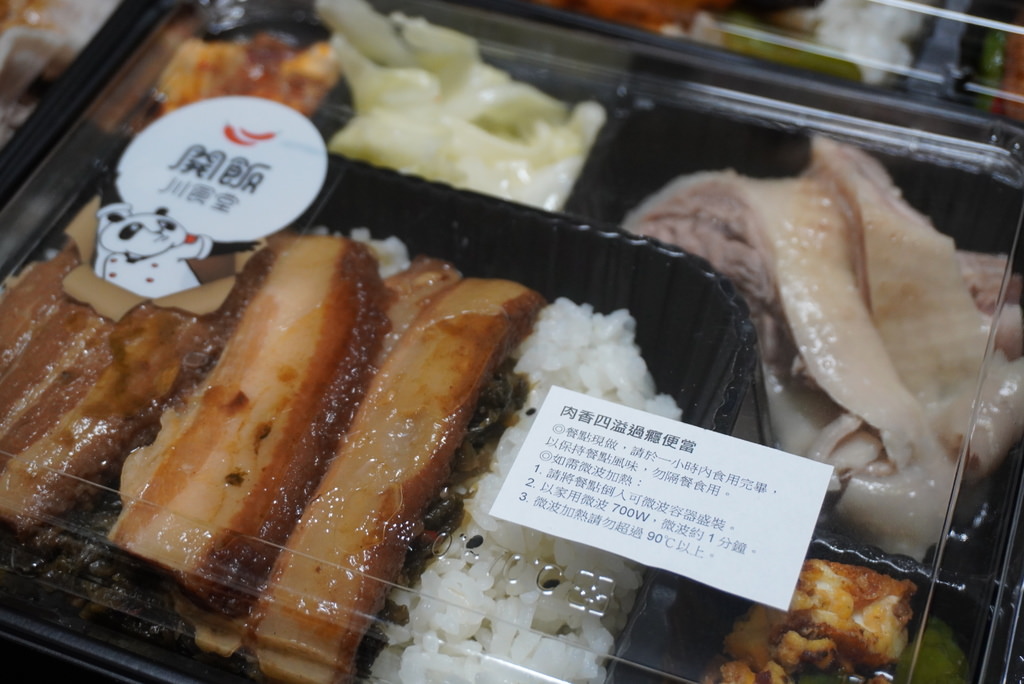 開飯
川食堂
肉香四溢過癮便當
◎餐點現做，請於一小時內食用完畢，
以保持餐點風味，勿隔餐食用。
◎如需微波加熱：
1. 請將餐點倒入可微波容器盛裝。
2. 以家用微波 700W，微波約 1 分鐘。
3. 微波加熱請勿超過 90℃以上。